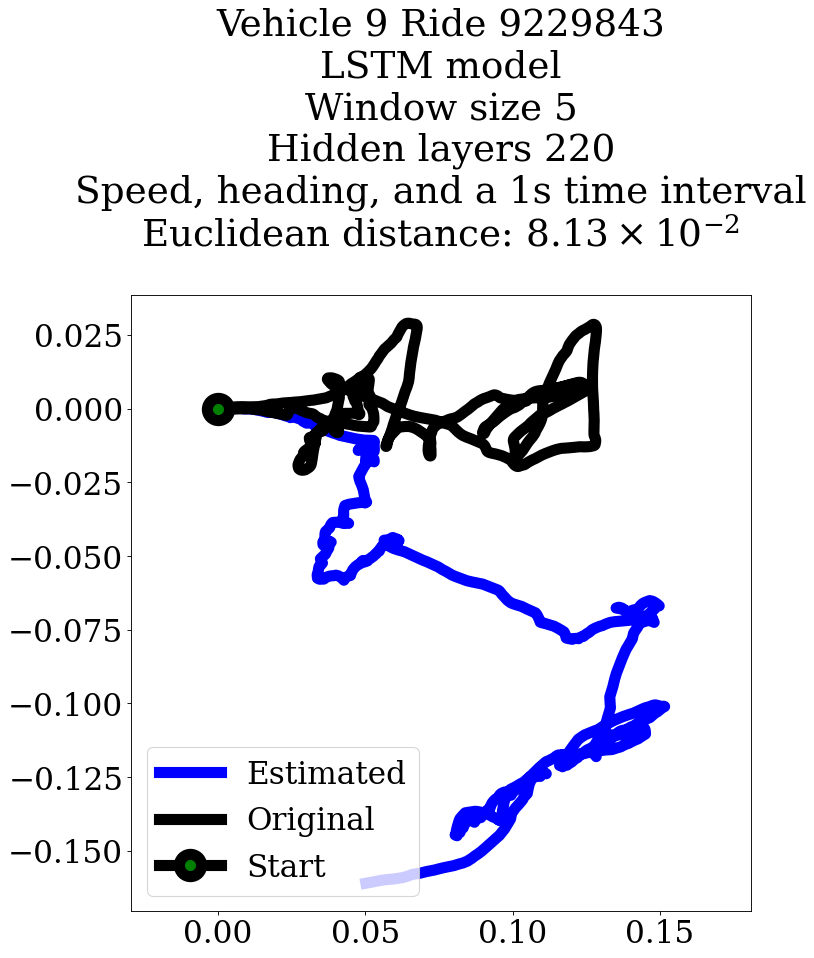 Vehicle 9 Ride 9229843
LSTM model
Window size 5
Hidden layers 220
Speed, heading, and a 1s time interval
Euclidean distance: 8.13 × 10⁻²
0.025
0.000
−0.025
−0.050
−0.075
−0.100
−0.125
−0.150
Estimated
Original
Start
0.00 0.05 0.10 0.15